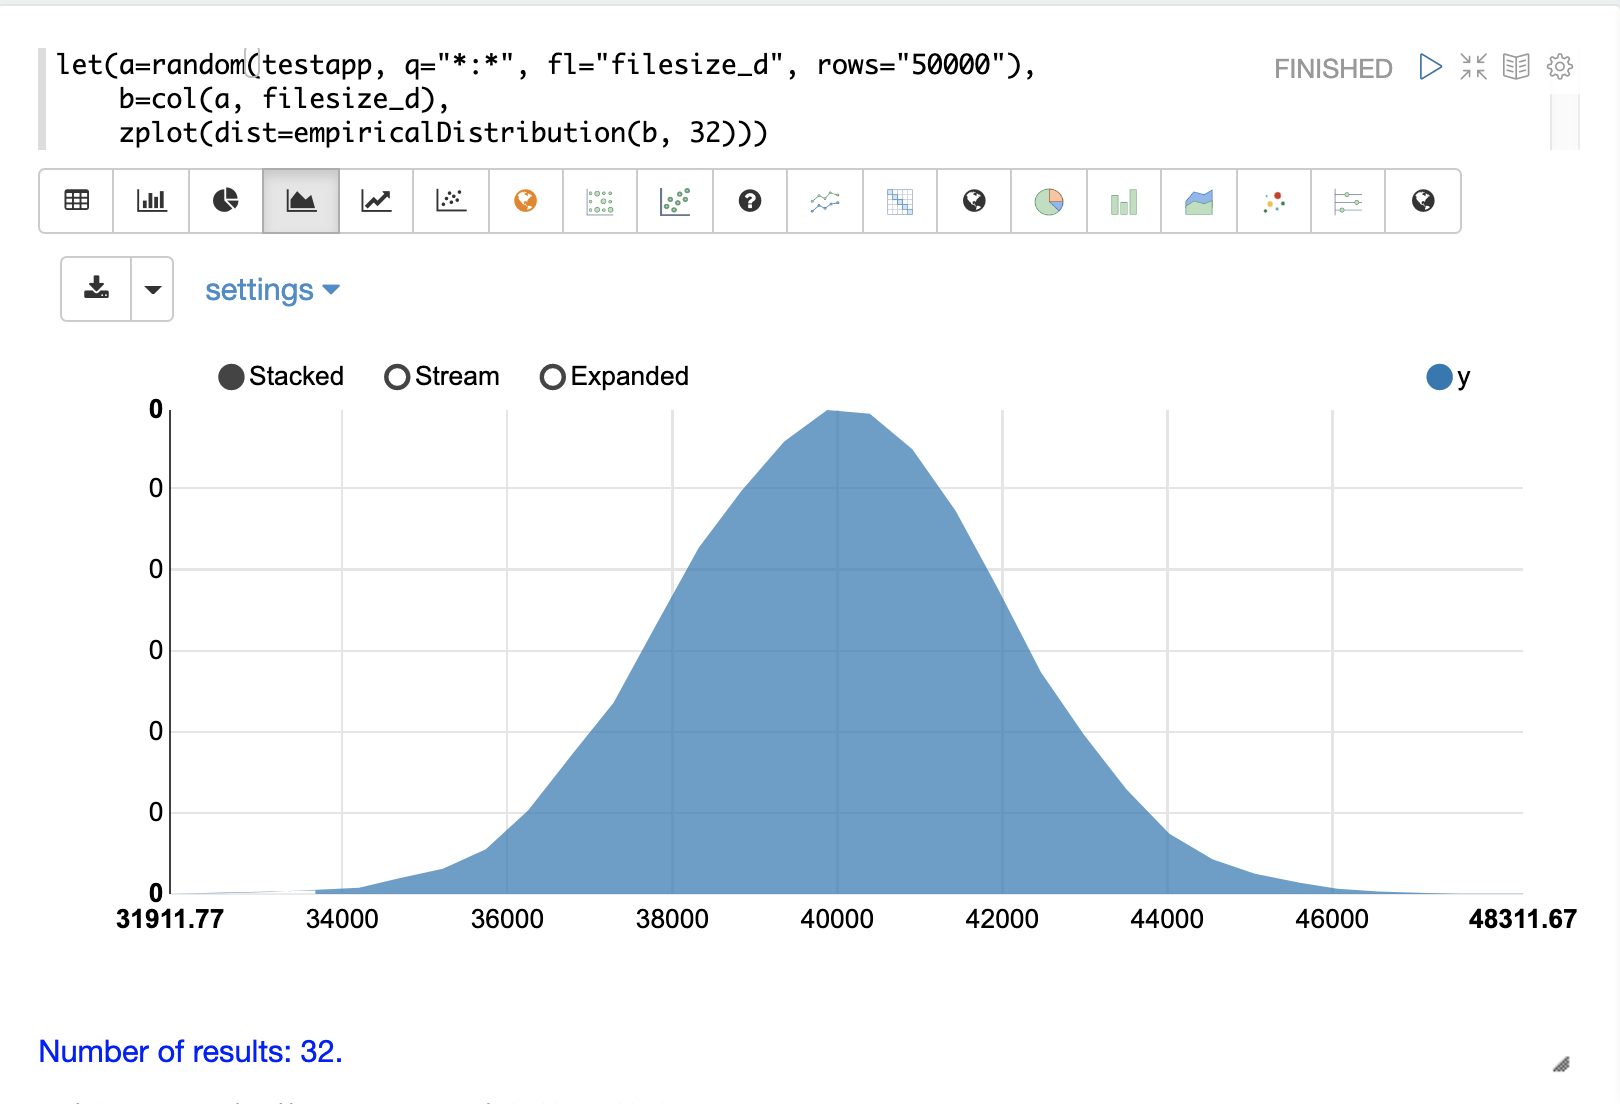 let(a=random(testapp, q="*:*", fl="filesize_d", rows="50000"),
b=col(a, filesize_d),
zplot(dist=empiricalDistribution(b, 32)))
FINISHED
settings
Stacked Stream Expanded
y
0
0
0
0
0
0
0
31911.77 34000 36000 38000 40000 42000 44000 46000 48311.67
Number of results: 32.